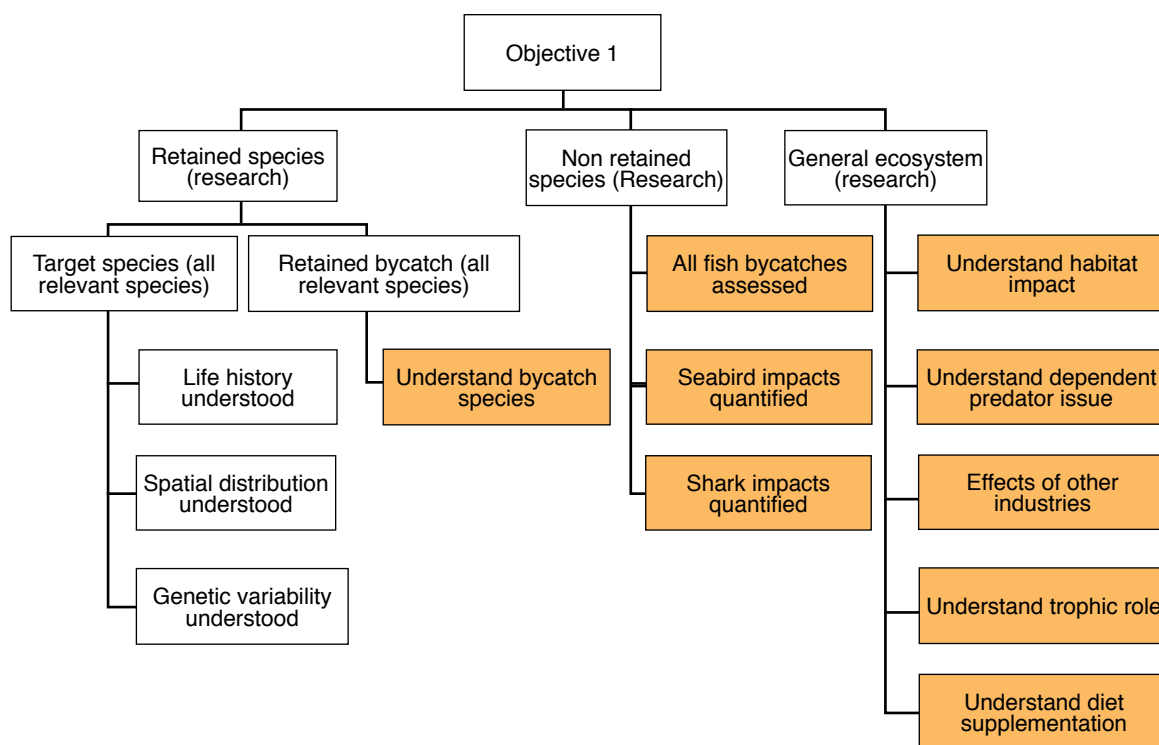 Objective 1
Retained species
(research)
Non retained
species (Research)
General ecosystem
(research)
Target species (all
relevant species)
Retained bycatch (all
relevant species)
All fish bycatches
assessed
Understand habitat
impact
Life history
understood
Understand bycatch
species
Seabird impacts
quantified
Understand dependent
predator issue
Spatial distribution
understood
Shark impacts
quantified
Effects of other
industries
Genetic variability
understood
Understand trophic role
Understand diet
supplementation